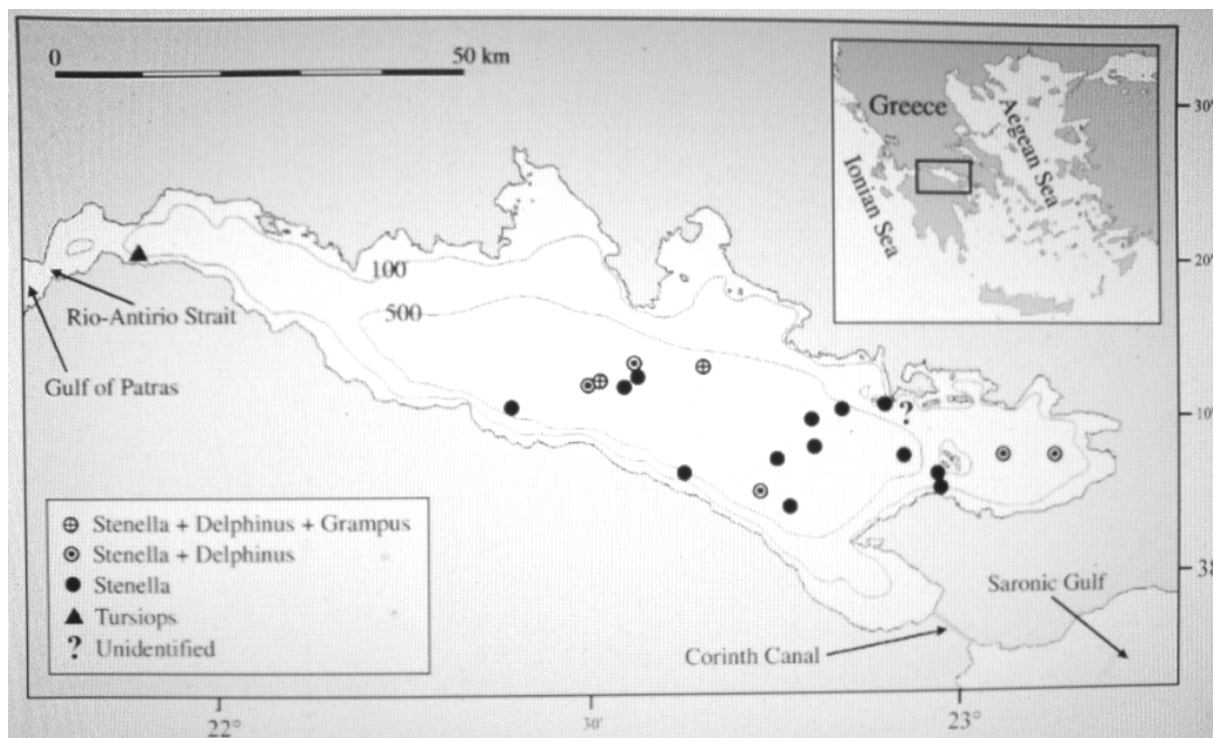 0 50 km
Greece
Aegean Sea
Ionian Sea
30'
20'
10'
38
100
500
Rio-Antirio Strait
Gulf of Patras
?
⊕ Stenella + Delphinus + Grampus
⊙ Stenella + Delphinus
● Stenella
▲ Tursiops
? Unidentified
Saronic Gulf
Corinth Canal
22°
30'
23°